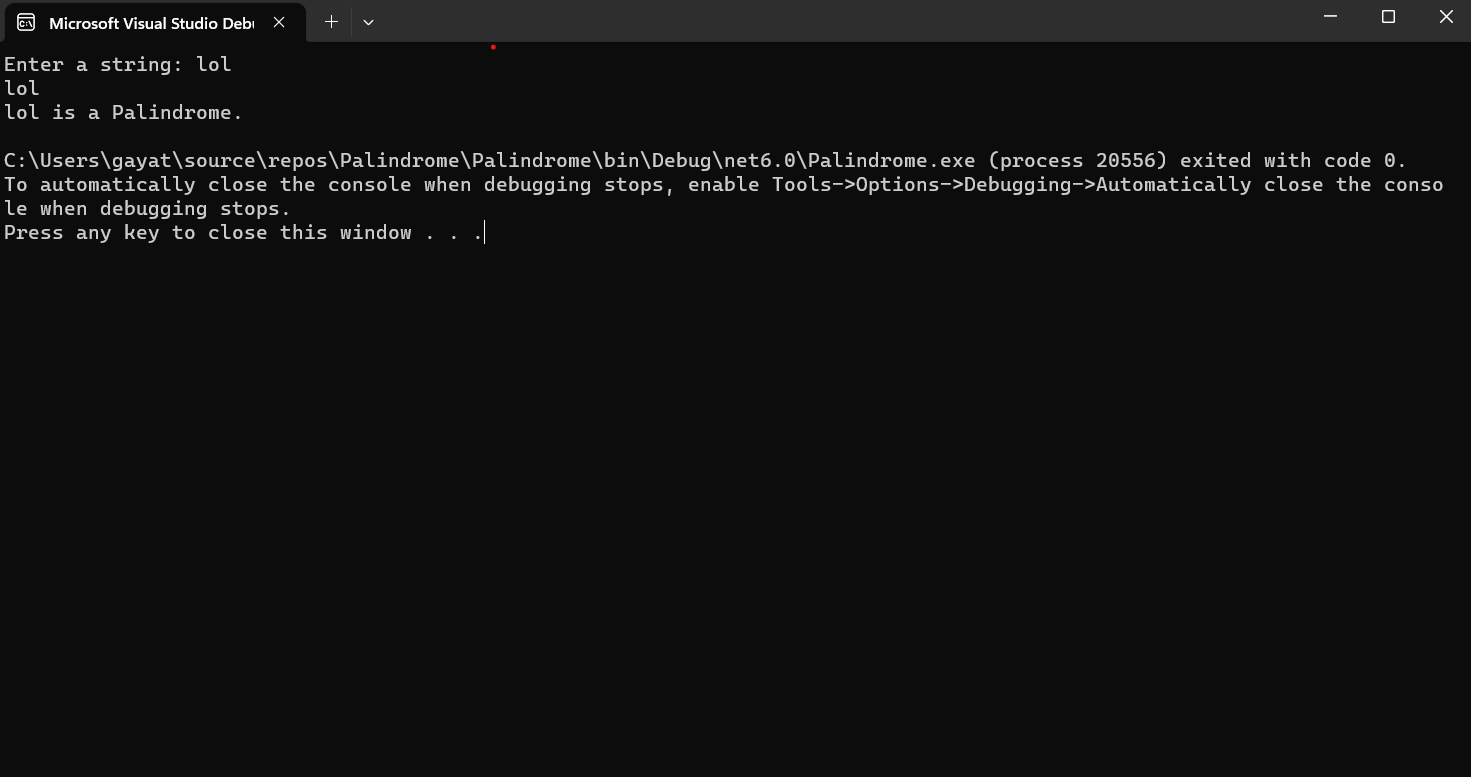 Microsoft Visual Studio Debu
Enter a string: lol
lol
lol is a Palindrome.
C:\Users\gayat\source\repos\Palindrome\Palindrome\bin\Debug\net6.0\Palindrome.exe (process 20556) exited with code 0.
To automatically close the console when debugging stops, enable Tools->Options->Debugging->Automatically close the conso
le when debugging stops.
Press any key to close this window . . .